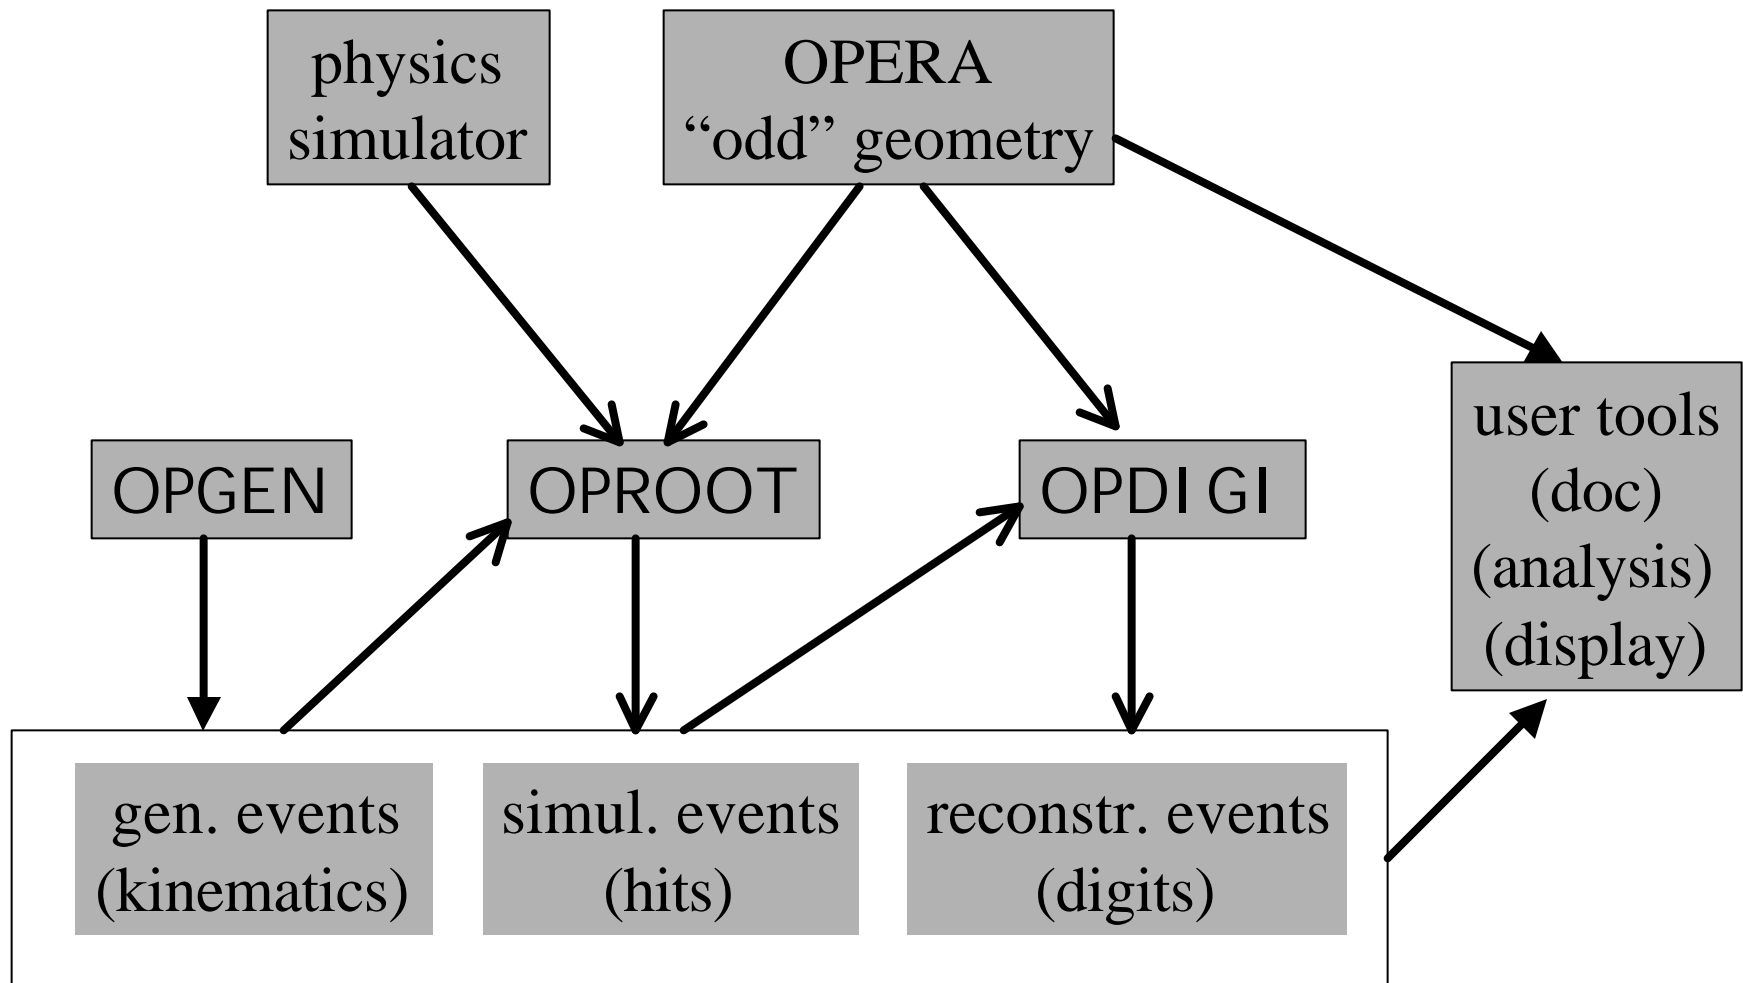 physics
simulator
OPERA
“odd” geometry
OPGEN
OPROOT
OPDIGI
user tools
(doc)
(analysis)
(display)
gen. events
(kinematics)
simul. events
(hits)
reconstr. events
(digits)